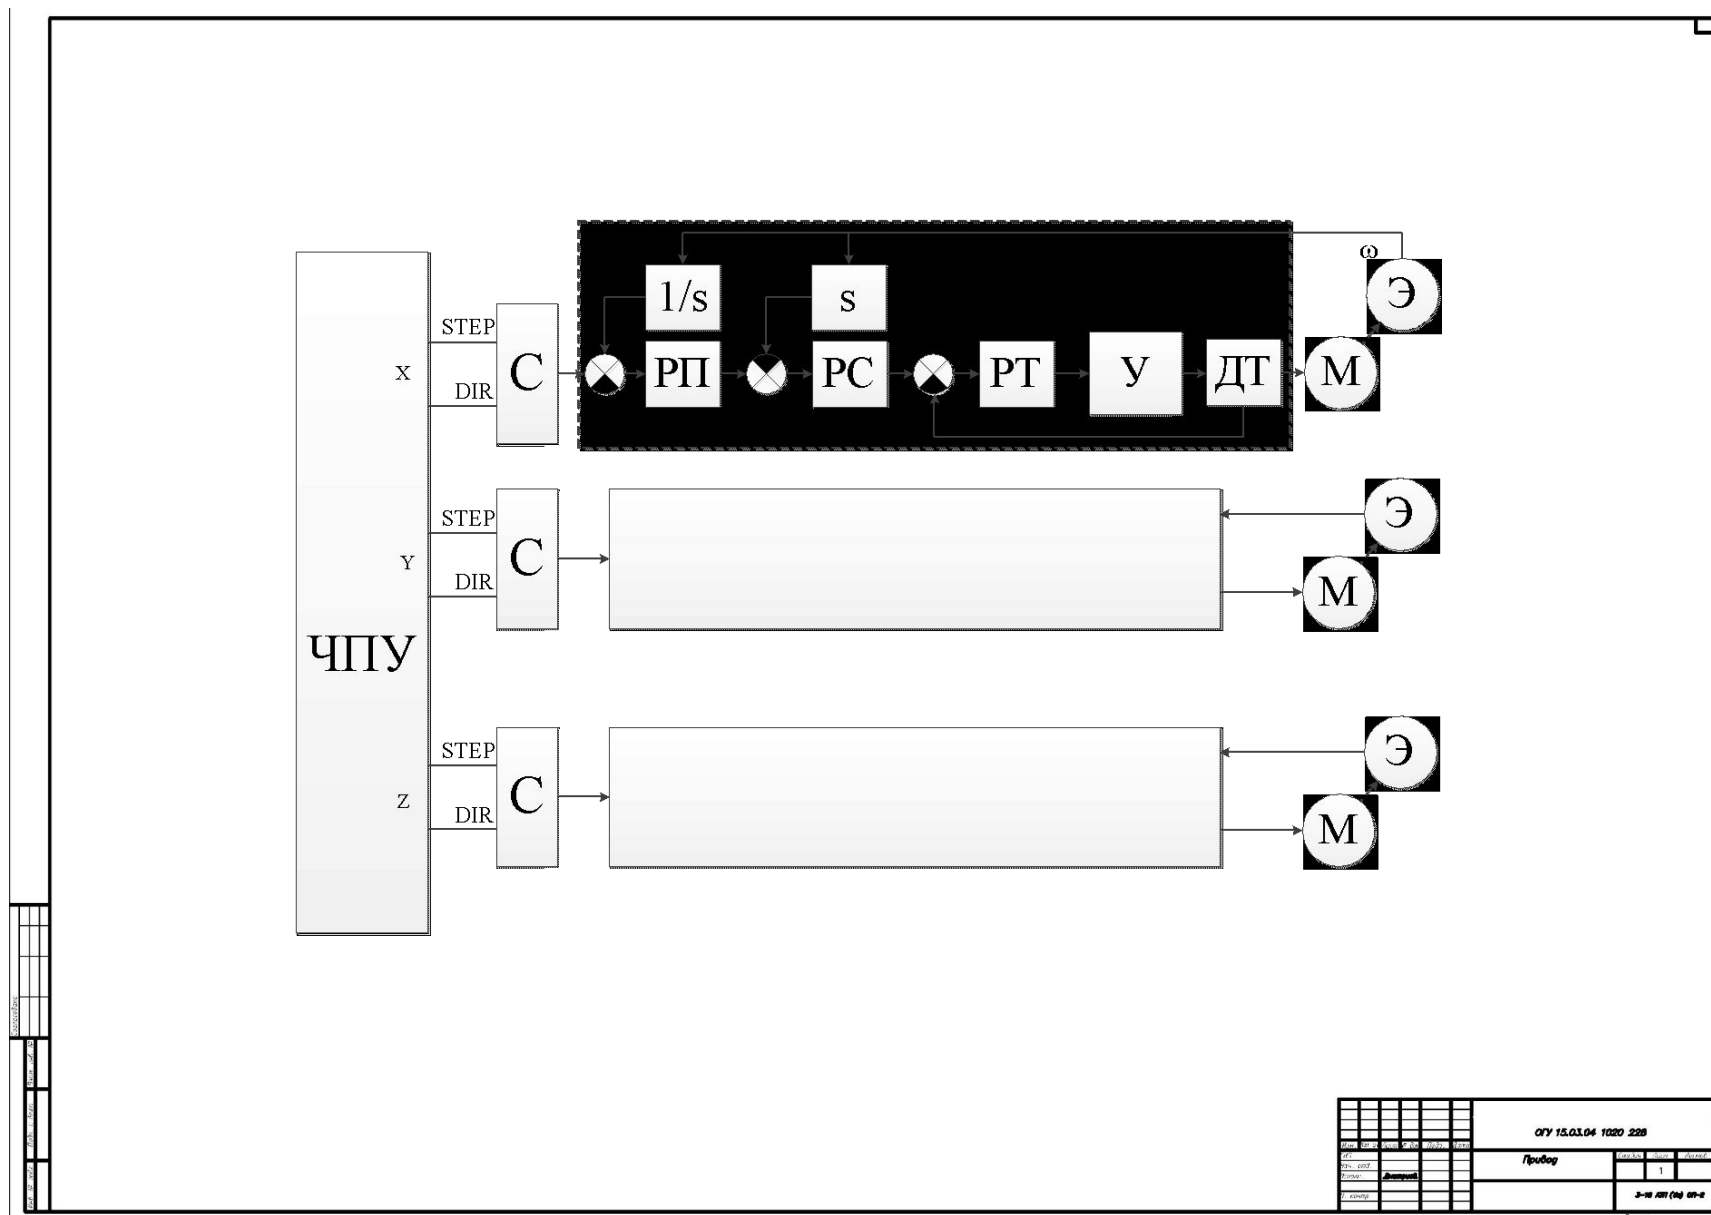 ω
Э
1/s
s
STEP
X
DIR
С
РП
РС
РТ
У
ДТ
М
STEP
Y
DIR
С
Э
М
ЧПУ
STEP
Z
DIR
С
Э
М
ОГУ 15.03.04 1020 228
Привод
1